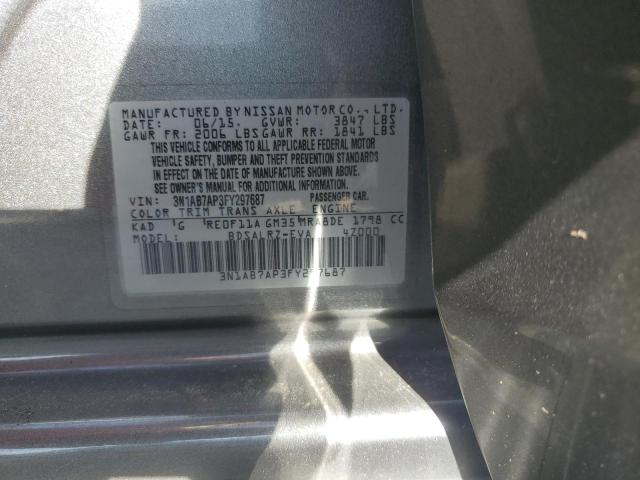 MANUFACTURED BY NISSAN MOTOR CO., LTD.
DATE: 06/15. GVWR: 3847 LBS
GAWR FR: 2006 LBS GAWR RR: 1841 LBS
THIS VEHICLE CONFORMS TO ALL APPLICABLE FEDERAL MOTOR
VEHICLE SAFETY, BUMPER AND THEFT PREVENTION STANDARDS
IN EFFECT ON THE DATE OF MANUFACTURE SHOWN ABOVE.
SEE OWNER'S MANUAL FOR ADDITIONAL INFORMATION.
VIN: 3N1AB7AP3FY297687 PASSENGER CAR.
COLOR TRIM TRANS AXLE ENGINE
KAD G RE0F11A GM35 MRA8DE 1798 CC
BDSALRZ-EVA 4Z000
3N1AB7AP3FY297687